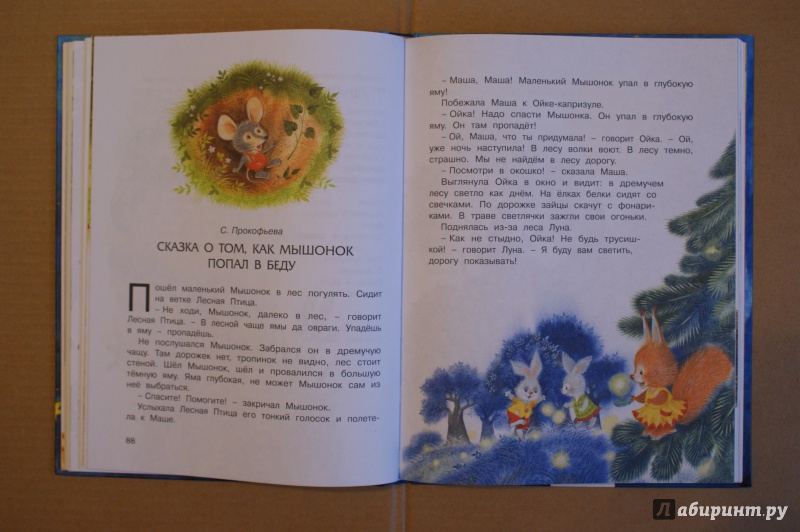 С. Прокофьева
СКАЗКА О ТОМ, КАК МЫШОНОК
ПОПАЛ В БЕДУ
Пошёл маленький Мышонок в лес погулять. Сидит
на ветке Лесная Птица.
– Не ходи, Мышонок, далеко в лес, – говорит
Лесная Птица. – В лесной чаще ямы да овраги. Упадёшь
в яму – пропадёшь.
Не послушался Мышонок. Забрался он в дремучую
чащу. Там дорожек нет, тропинок не видно, лес стоит
стеной. Шёл Мышонок, шёл и провалился в большую
тёмную яму. Яма глубокая, не может Мышонок сам из
неё выбраться.
– Спасите! Помогите! – закричал Мышонок.
Услыхала Лесная Птица его тонкий голосок и полете-
ла к Маше.
88
– Маша, Маша! Маленький Мышонок упал в глубокую
яму!
Побежала Маша к Ойке-капризуле.
– Ойка! Надо спасти Мышонка. Он упал в глубокую
яму. Он там пропадёт!
– Ой, Маша, что ты придумала! – говорит Ойка. – Ой,
уже ночь наступила! В лесу волки воют. В лесу темно,
страшно. Мы не найдём в лесу дорогу.
– Посмотри в окошко! – сказала Маша.
Выглянула Ойка в окно и видит: в дремучем
лесу светло как днём. На ёлках белки сидят со
свечками. По дорожке зайцы скачут с фонари-
ками. В траве светлячки зажгли свои огоньки.
Поднялась из-за леса Луна.
– Как не стыдно, Ойка! Не будь трусиш-
кой! – говорит Луна. – Я буду вам светить,
дорогу показывать!
Лабиринт.ру